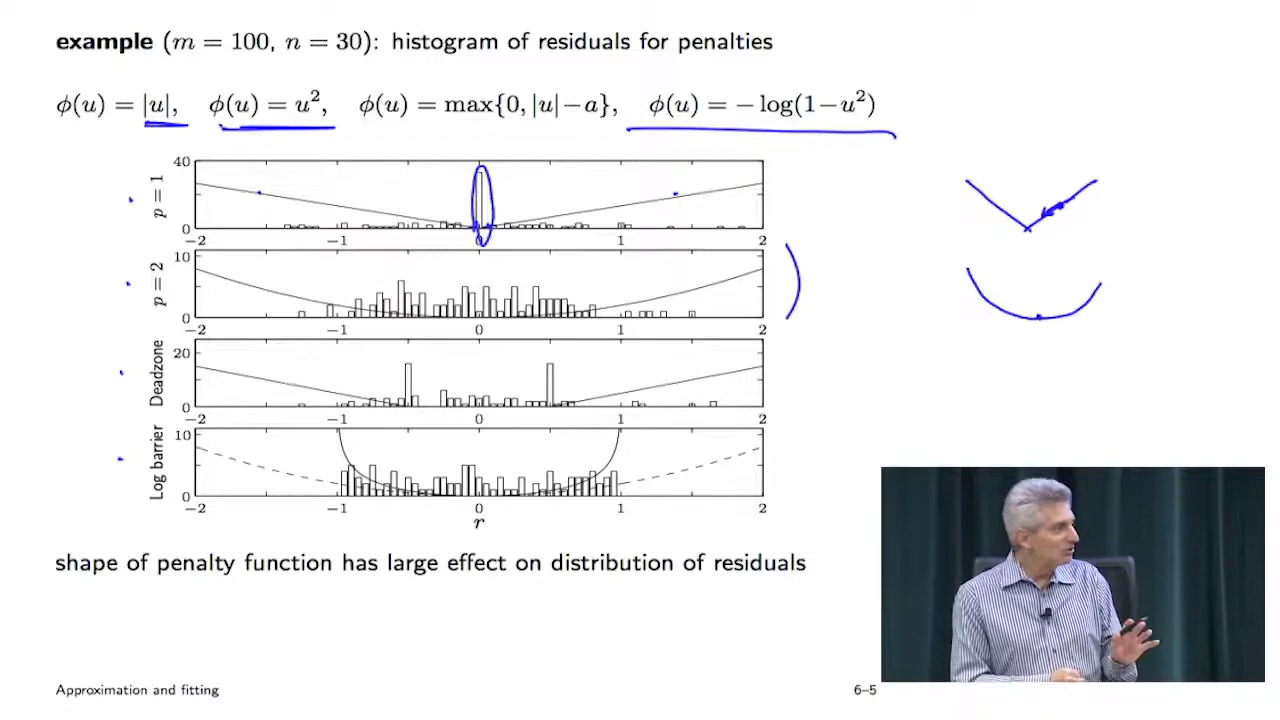 example (m = 100, n = 30): histogram of residuals for penalties
ϕ(u) = |u|, ϕ(u) = u², ϕ(u) = max{0, |u|−a}, ϕ(u) = −log(1−u²)
p = 1
40
0
−2 −1 0 1 2
p = 2
10
0
−2 −1 0 1 2
Deadzone
20
0
−2 −1 0 1 2
Log barrier
10
0
−2 −1 0 1 2
r
shape of penalty function has large effect on distribution of residuals
Approximation and fitting 6–5